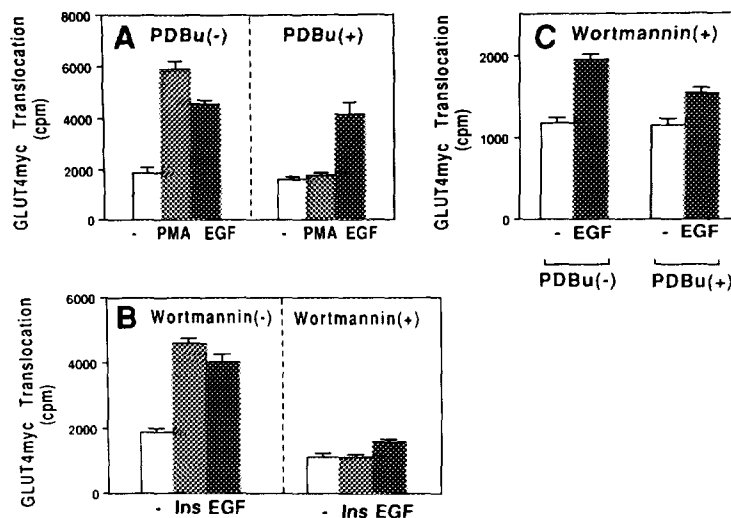 A PDBu(-) PDBu(+)
GLUT4myc Translocation
(cpm)
8000
6000
4000
2000
0
- PMA EGF - PMA EGF
C Wortmannin(+)
GLUT4myc Translocation
(cpm)
2000
1000
0
- EGF - EGF
PDBu(-) PDBu(+)
B Wortmannin(-) Wortmannin(+)
GLUT4myc Translocation
(cpm)
6000
4000
2000
0
- Ins EGF - Ins EGF